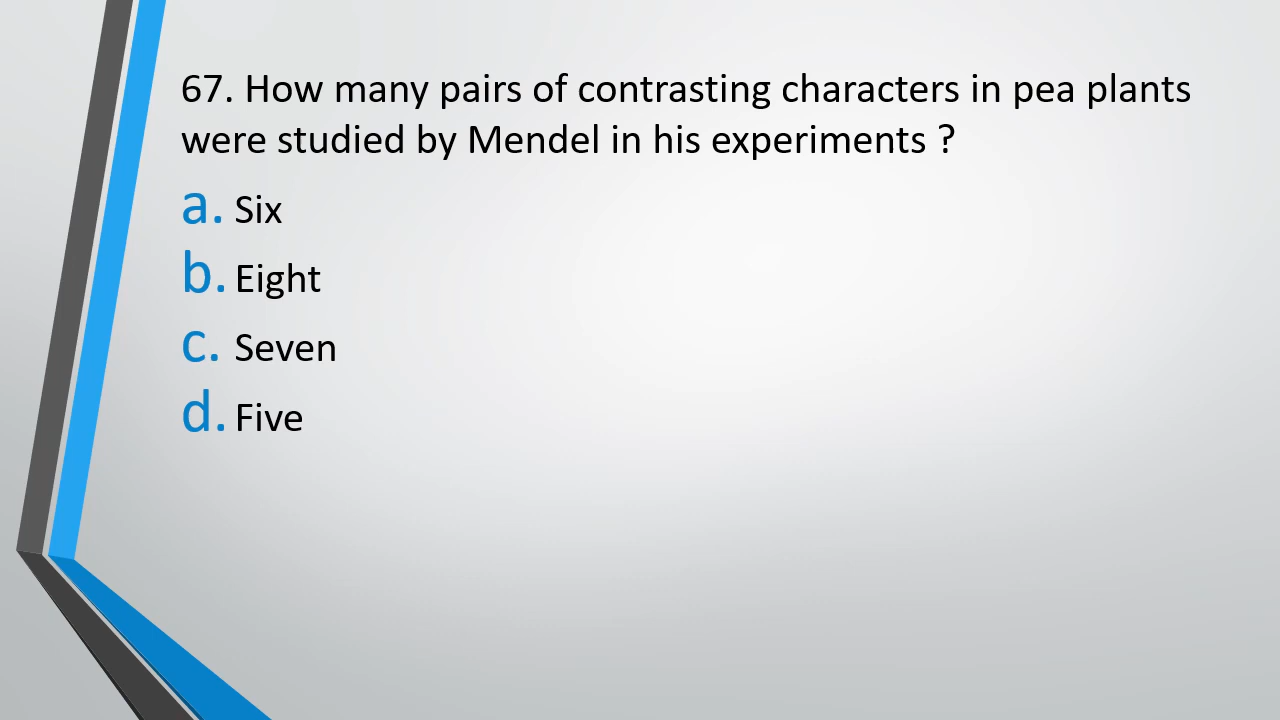 67. How many pairs of contrasting characters in pea plants
were studied by Mendel in his experiments ?
a. Six
b. Eight
c. Seven
d. Five